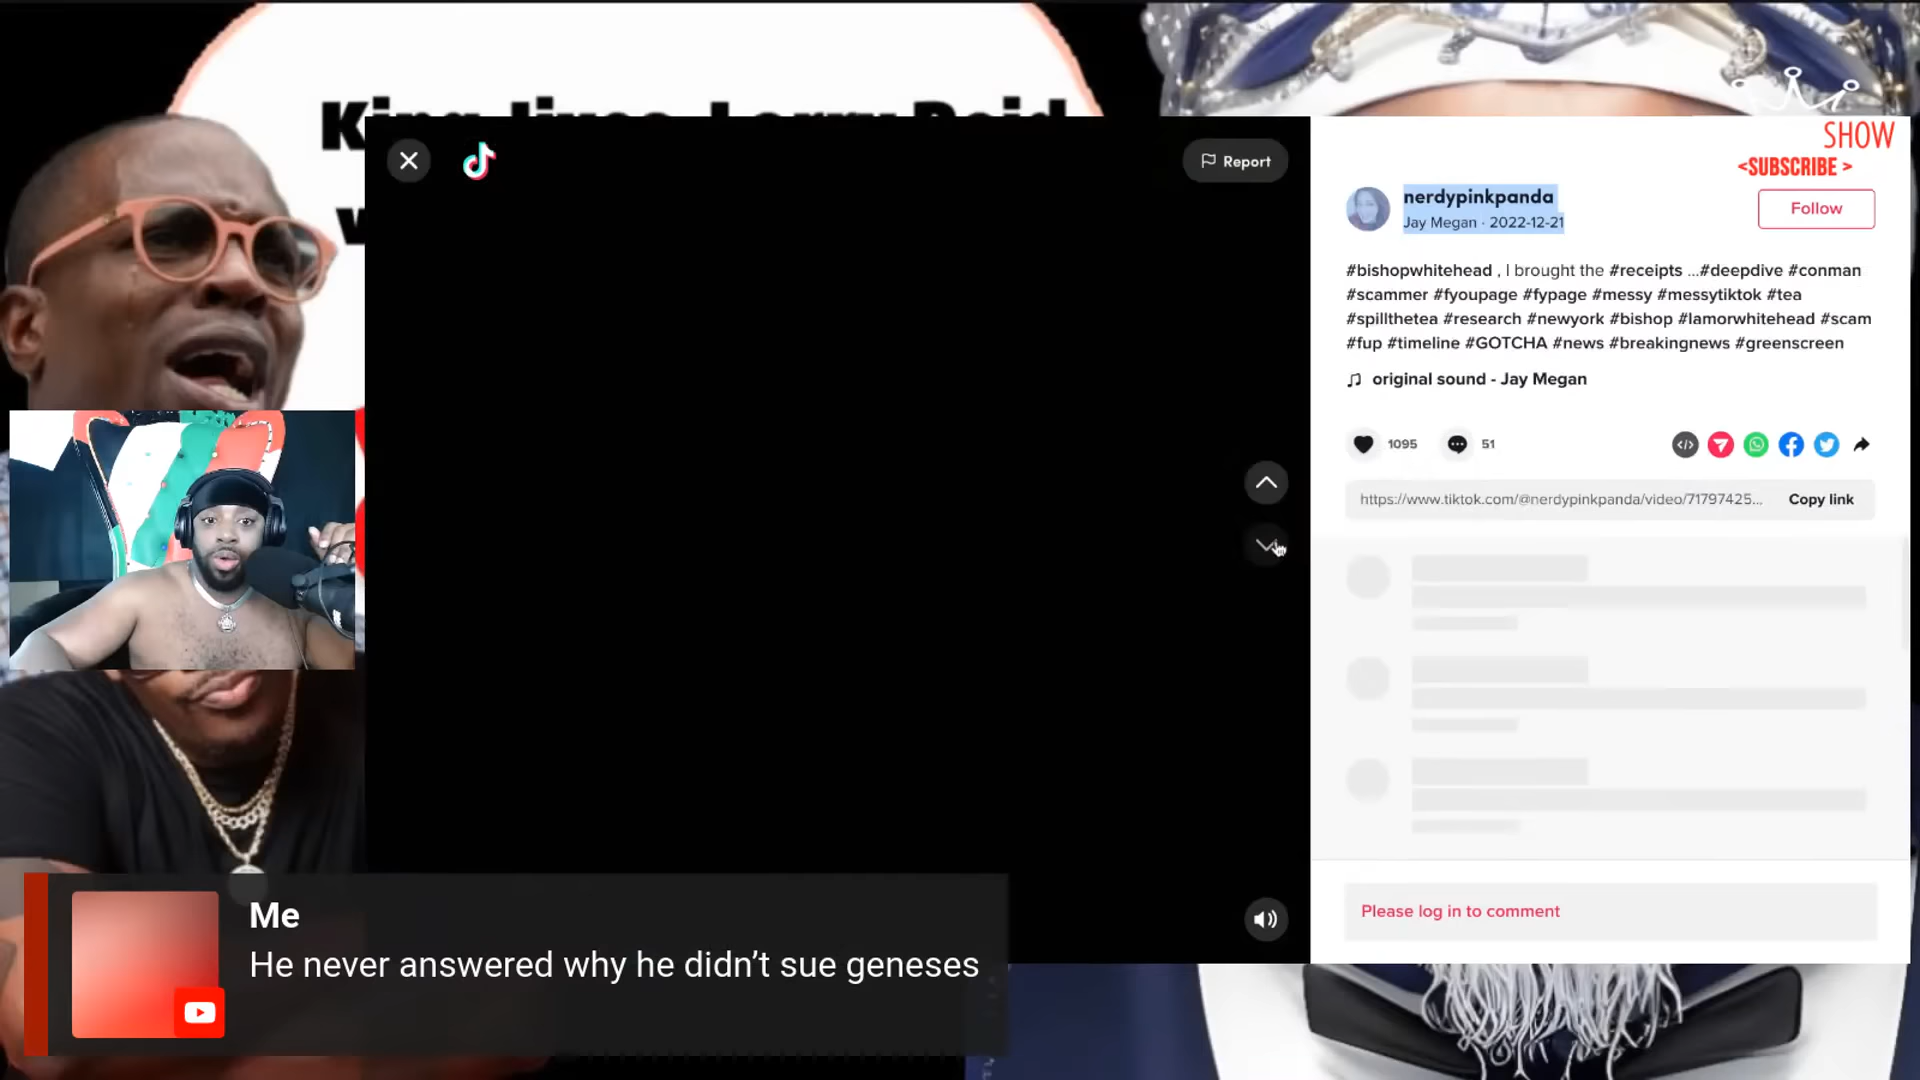 SHOW
<SUBSCRIBE >
Report
nerdypinkpanda
Jay Megan · 2022-12-21
Follow
#bishopwhitehead , I brought the #receipts ...#deepdive #conman
#scammer #fyoupage #fypage #messy #messytiktok #tea
#spillthetea #research #newyork #bishop #lamorwhitehead #scam
#fup #timeline #GOTCHA #news #breakingnews #greenscreen
original sound - Jay Megan
1095
51
https://www.tiktok.com/@nerdypinkpanda/video/71797425...
Copy link
Please log in to comment
Me
He never answered why he didn’t sue geneses